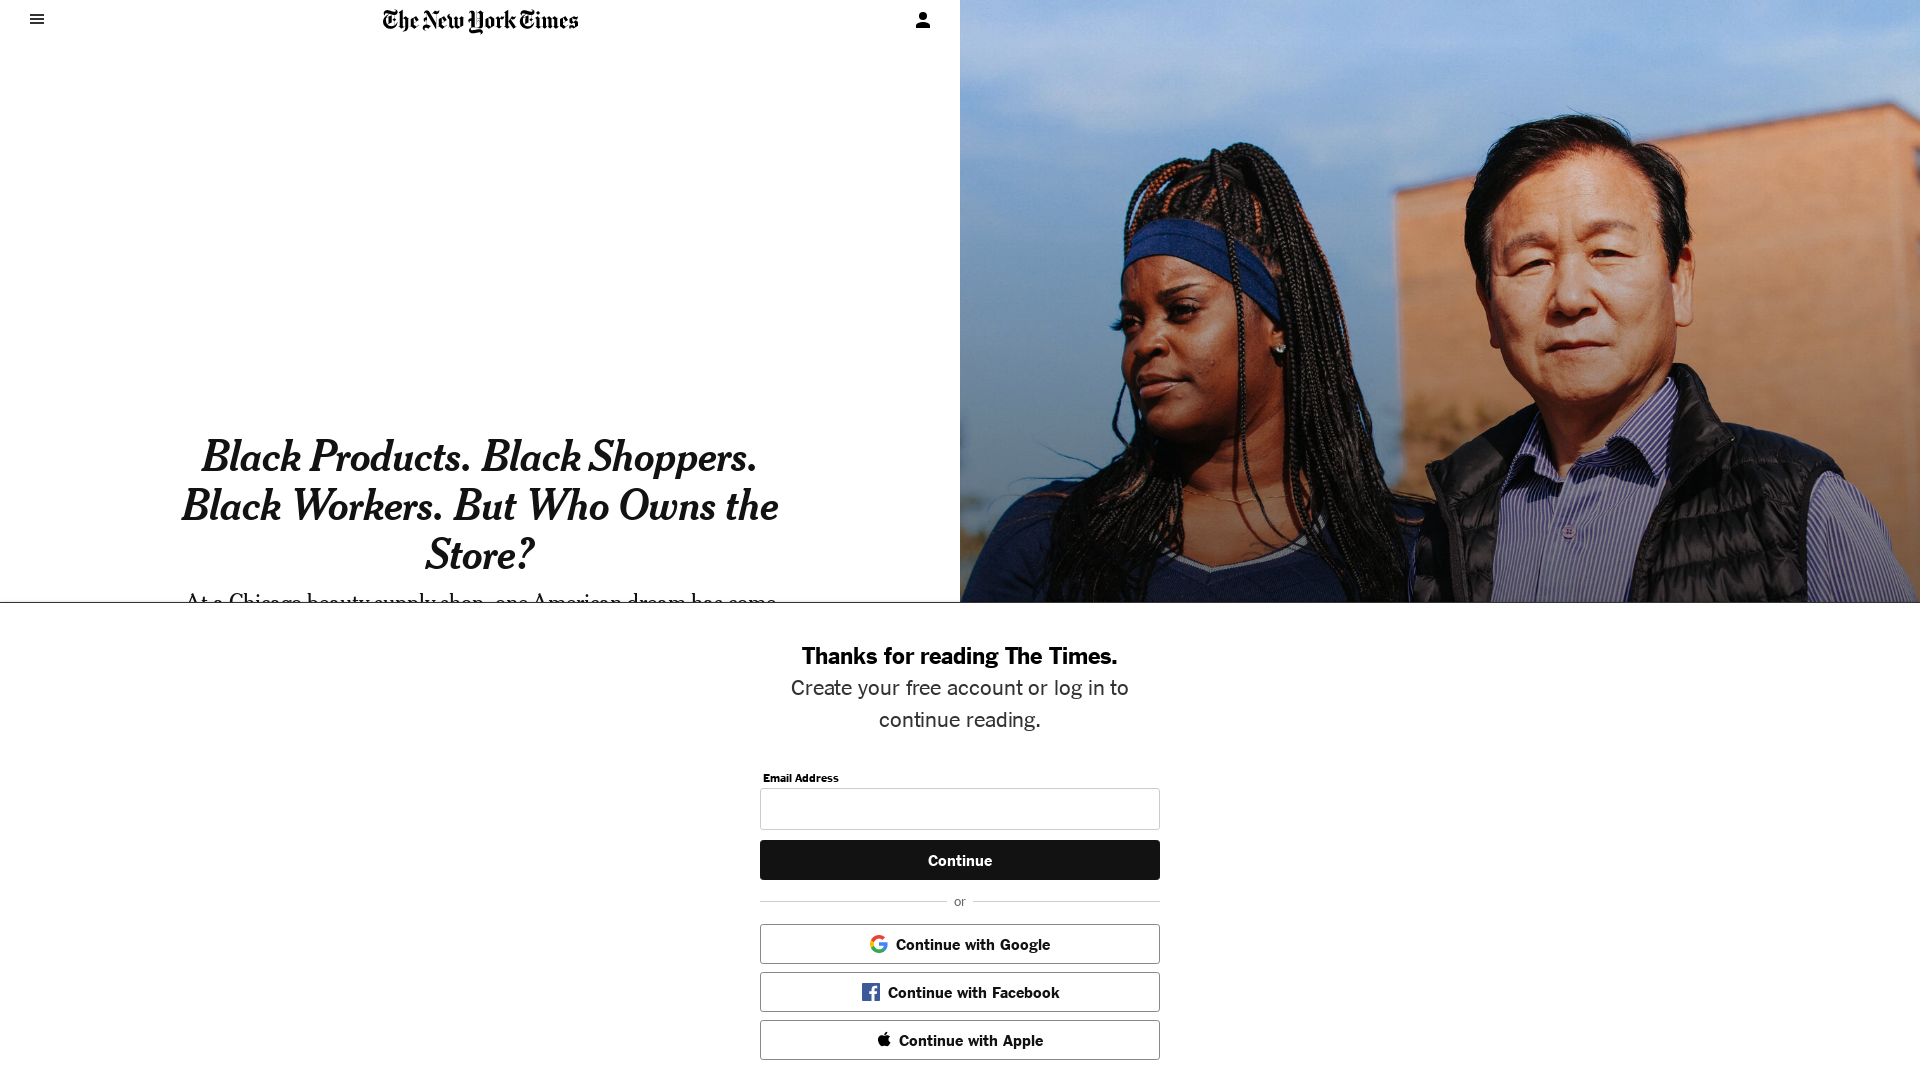 The New York Times
Black Products. Black Shoppers.
Black Workers. But Who Owns the
Store?
At a Chicago beauty supply shop, one American dream has come
Thanks for reading The Times.
Create your free account or log in to
continue reading.
Email Address
Continue
or
Continue with Google
Continue with Facebook
Continue with Apple